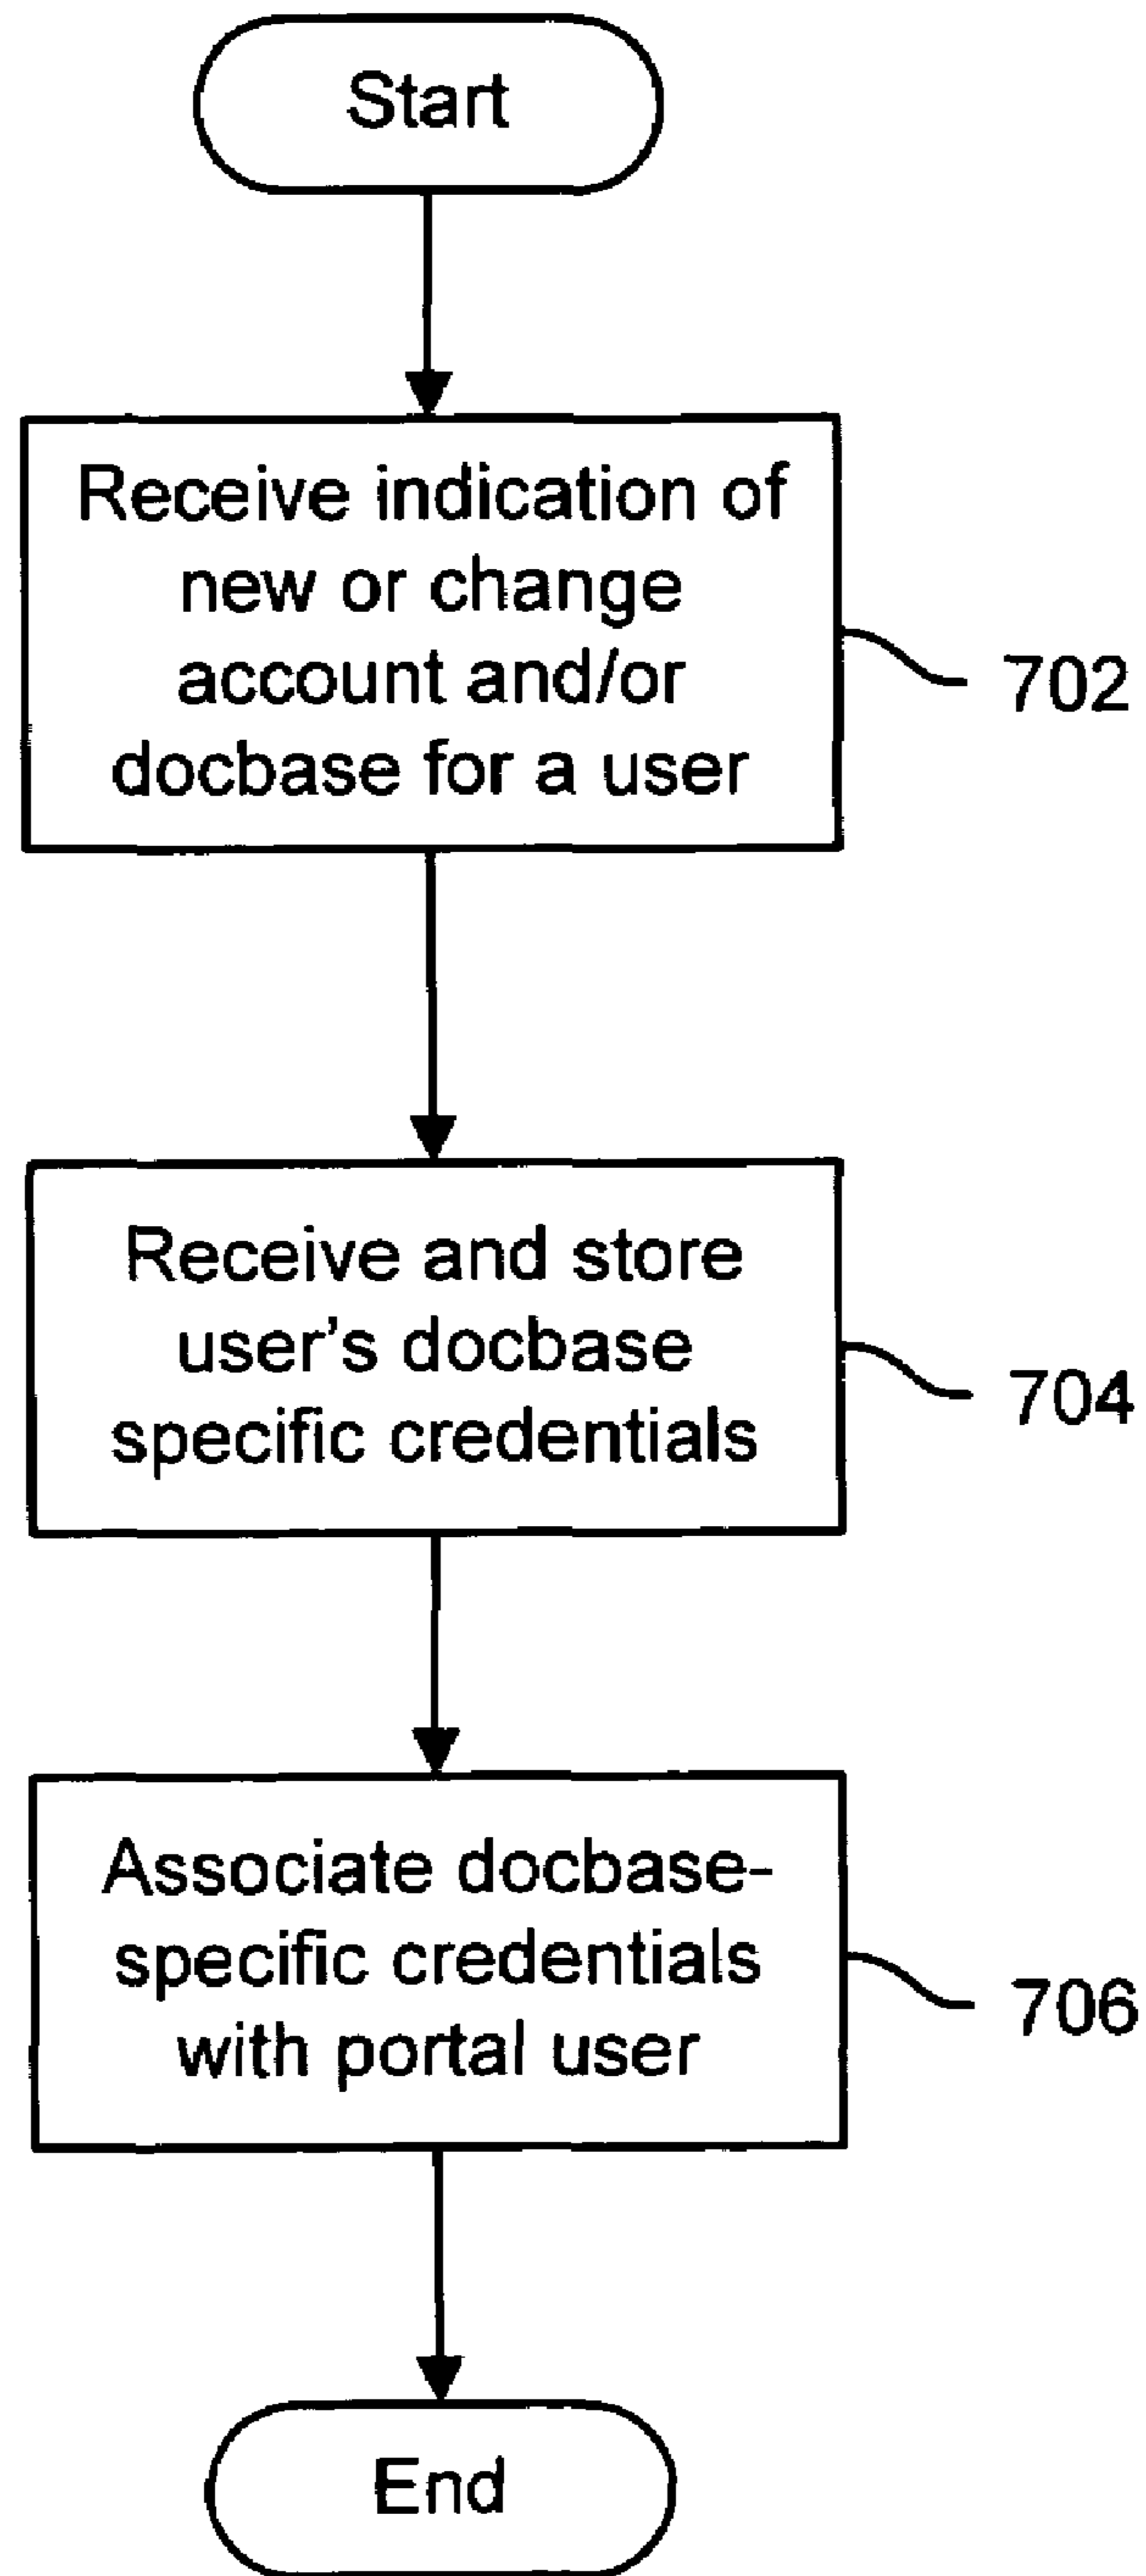 Start
Receive indication of
new or change
account and/or
docbase for a user
702
Receive and store
user's docbase
specific credentials
704
Associate docbase-
specific credentials
with portal user
706
End